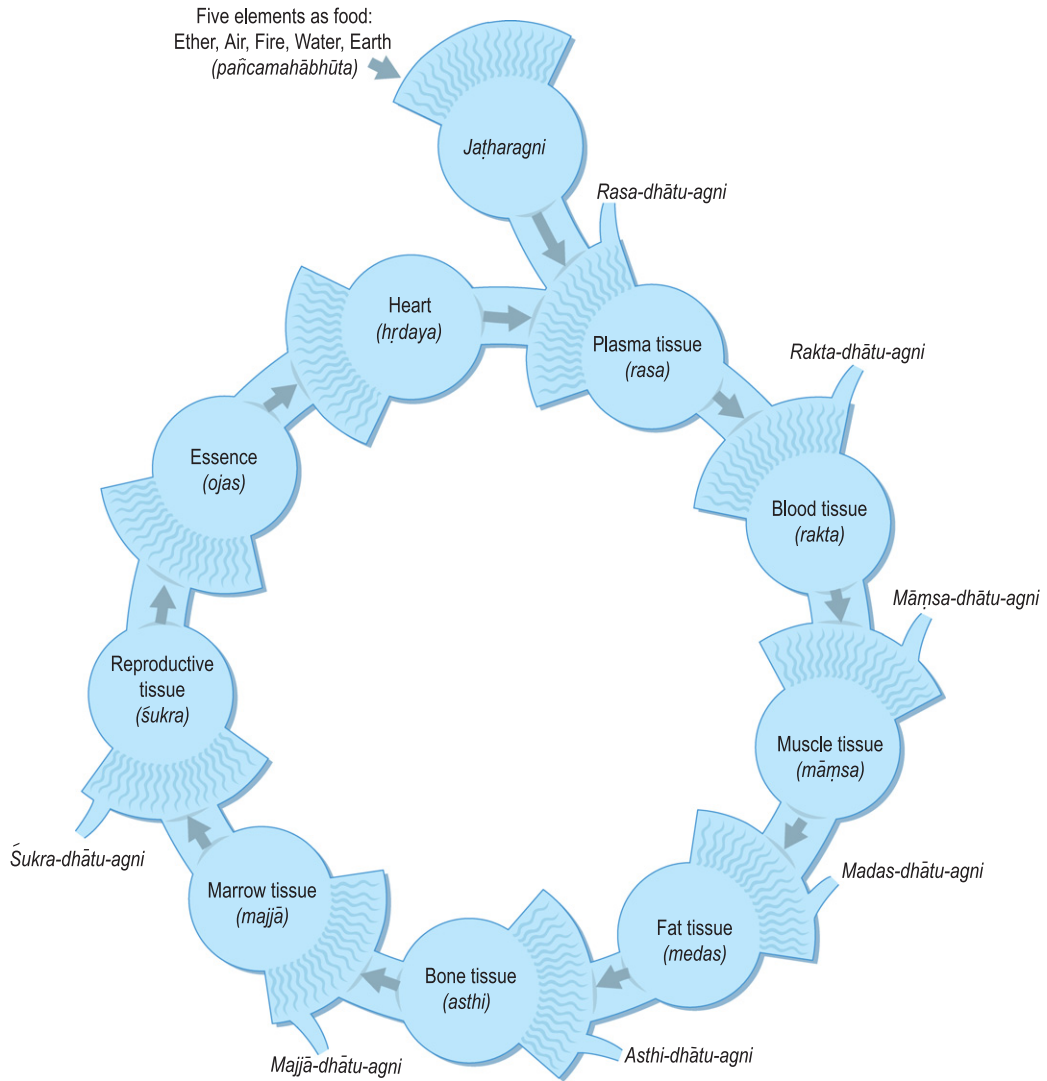 Five elements as food:
Ether, Air, Fire, Water, Earth
(pañcamahābhūta)
Jaṭharagni
Rasa-dhātu-agni
Heart
(hṛdaya)
Plasma tissue
(rasa)
Rakta-dhātu-agni
Essence
(ojas)
Blood tissue
(rakta)
Māṃsa-dhātu-agni
Reproductive
tissue
(śukra)
Muscle tissue
(māṃsa)
Śukra-dhātu-agni
Madas-dhātu-agni
Marrow tissue
(majjā)
Fat tissue
(medas)
Bone tissue
(asthi)
Majjā-dhātu-agni
Asthi-dhātu-agni